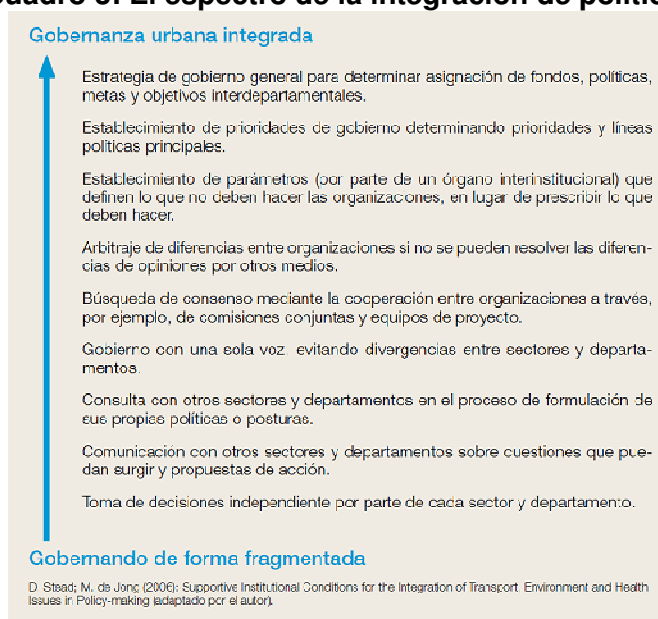 El espectro de la integración de
Gobernanza urbana integrada
Estrategia de gobierno general para determinar asignación de fondos, políticas,
metas y objetivos interdepartamentales.
Establecimiento de prioridades de gobierno determinando prioridades y líneas
políticas principales.
Establecimiento de parámetros (por parte de un órgano interinstitucional) que
definen lo que no deben hacer las organizaciones, en lugar de prescribir lo que
deben hacer.
Arbitraje de diferencias entre organizaciones si no se pueden resolver las diferen-
cias de opiniones por otros medios.
Búsqueda de consenso mediante la cooperación entre organizaciones a través,
por ejemplo, de comisiones conjuntas y equipos de proyecto.
Gobierno con una sola voz, evitando divergencias entre sectores y departa-
mentos.
Consulta con otros sectores y departamentos en el proceso de formulación de
sus propias políticas o posturas.
Comunicación con otros sectores y departamentos sobre cuestiones que pue-
dan surgir y propuestas de acción.
Toma de decisiones independiente por parte de cada sector y departamento.
Gobernando de forma fragmentada
D. Stead; M. de Jong (2006): Supportive Institutional Conditions for the Integration of Transport, Environment and Health
Issues in Policy-making (adaptado por el autor).